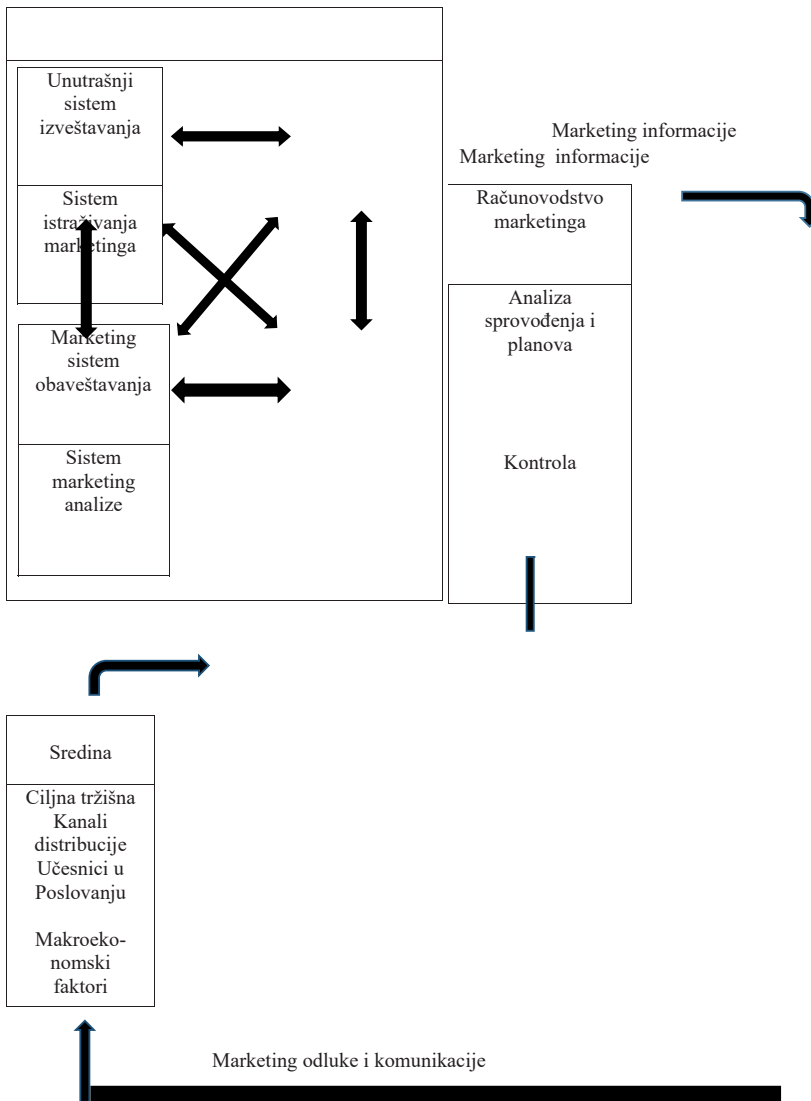 Unutrašnji
sistem
izveštavanja
Sistem
istraživanja
marketinga
Marketing
sistem
obaveštavanja
Sistem
marketing
analize
Marketing informacije
Marketing informacije
Računovodstvo
marketinga
Analiza
sprovođenja i
planova
Kontrola
Sredina
Ciljna tržišna
Kanali
distribucije
Učesnici u
Poslovanju
Makroeko-
nomski
faktori
Marketing odluke i komunikacije